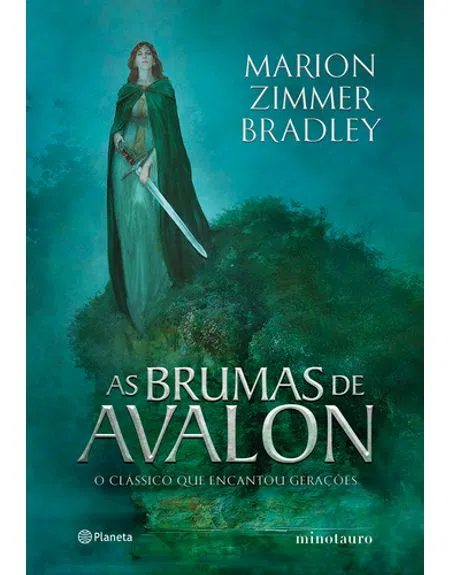 MARION
ZIMMER
BRADLEY
AS BRUMAS DE
AVALON
O CLÁSSICO QUE ENCANTOU GERAÇÕES
Planeta
minotauro